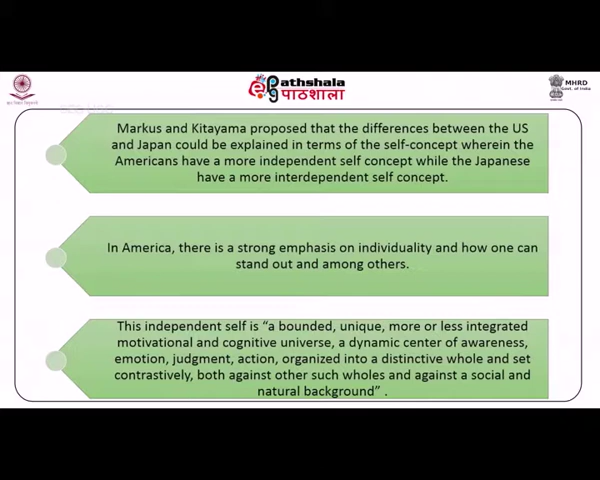 Pathshala
पाठशाला
MHRD
Govt. of India
Markus and Kitayama proposed that the differences between the US
and Japan could be explained in terms of the self-concept wherein the
Americans have a more independent self concept while the Japanese
have a more interdependent self concept.
In America, there is a strong emphasis on individuality and how one can
stand out and among others.
This independent self is “a bounded, unique, more or less integrated
motivational and cognitive universe, a dynamic center of awareness,
emotion, judgment, action, organized into a distinctive whole and set
contrastively, both against other such wholes and against a social and
natural background” .